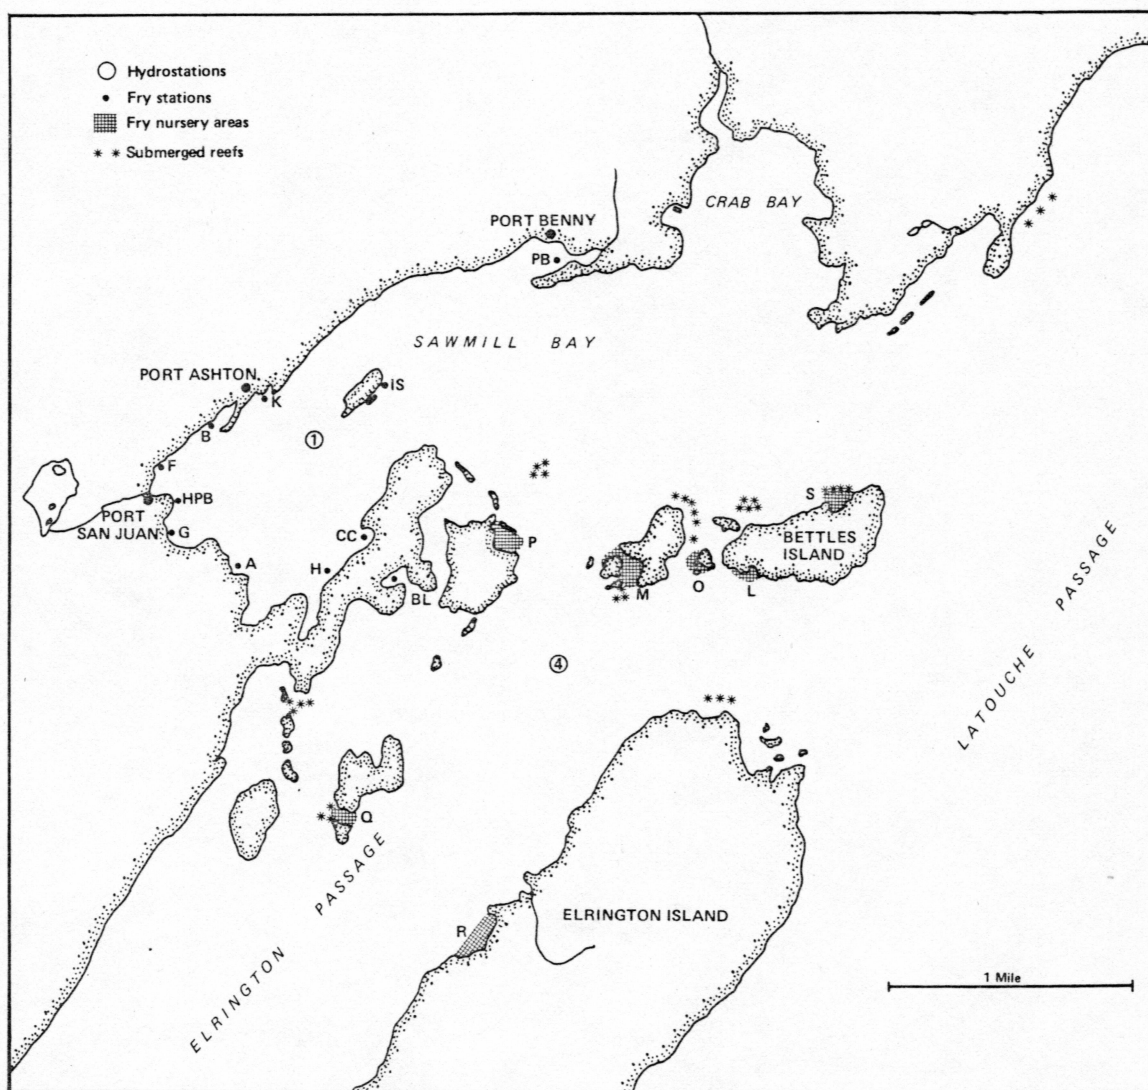 Hydrostations
Fry stations
Fry nursery areas
Submerged reefs
CRAB BAY
PORT BENNY
PB
SAWMILL BAY
PORT ASHTON
iS
K
B
1
F
HPB
PORT
SAN JUAN
G
CC
A
H
BL
P
M
O
L
S
BETTLES
ISLAND
4
LATOUCHE PASSAGE
Q
ELRINGTON PASSAGE
R
ELRINGTON ISLAND
1 Mile